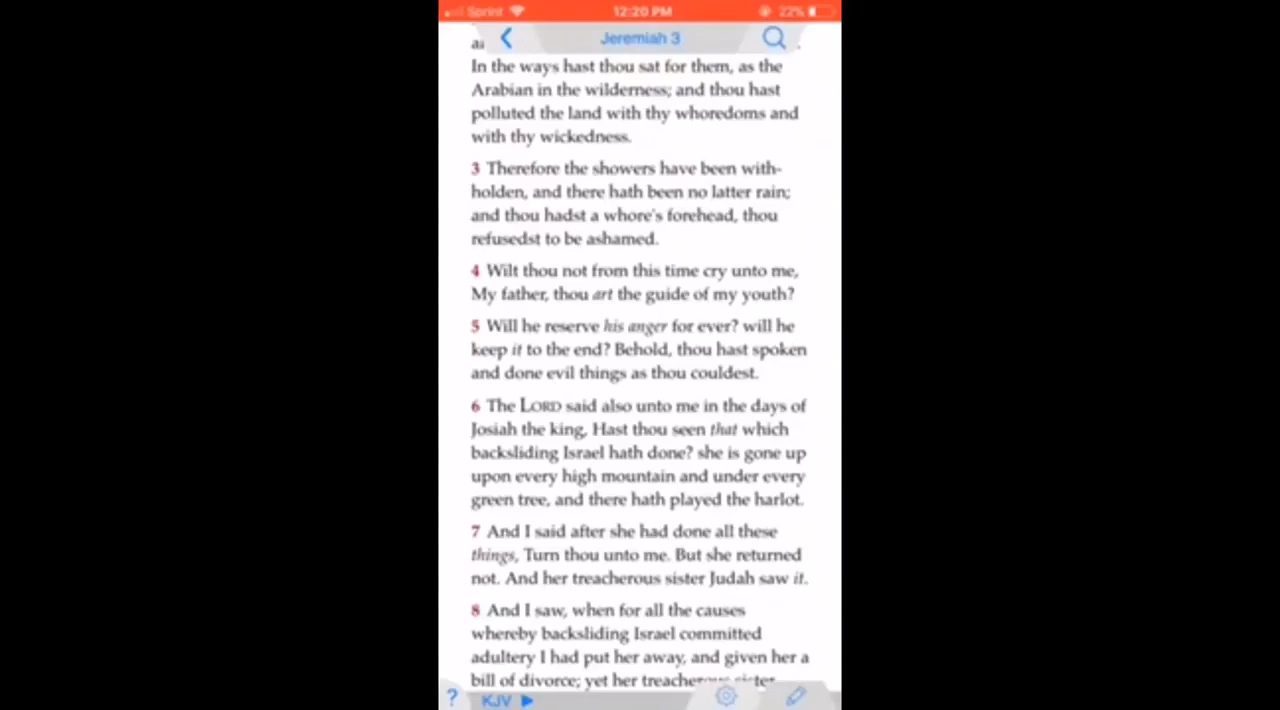 Sprint 12:20 PM 22%
Jeremiah 3
In the ways hast thou sat for them, as the
Arabian in the wilderness; and thou hast
polluted the land with thy whoredoms and
with thy wickedness.
3 Therefore the showers have been with-
holden, and there hath been no latter rain;
and thou hadst a whore's forehead, thou
refusedst to be ashamed.
4 Wilt thou not from this time cry unto me,
My father, thou art the guide of my youth?
5 Will he reserve his anger for ever? will he
keep it to the end? Behold, thou hast spoken
and done evil things as thou couldest.
6 The LORD said also unto me in the days of
Josiah the king, Hast thou seen that which
backsliding Israel hath done? she is gone up
upon every high mountain and under every
green tree, and there hath played the harlot.
7 And I said after she had done all these
things, Turn thou unto me. But she returned
not. And her treacherous sister Judah saw it.
8 And I saw, when for all the causes
whereby backsliding Israel committed
adultery I had put her away, and given her a
bill of divorce; yet her treacherous sister
? KJV